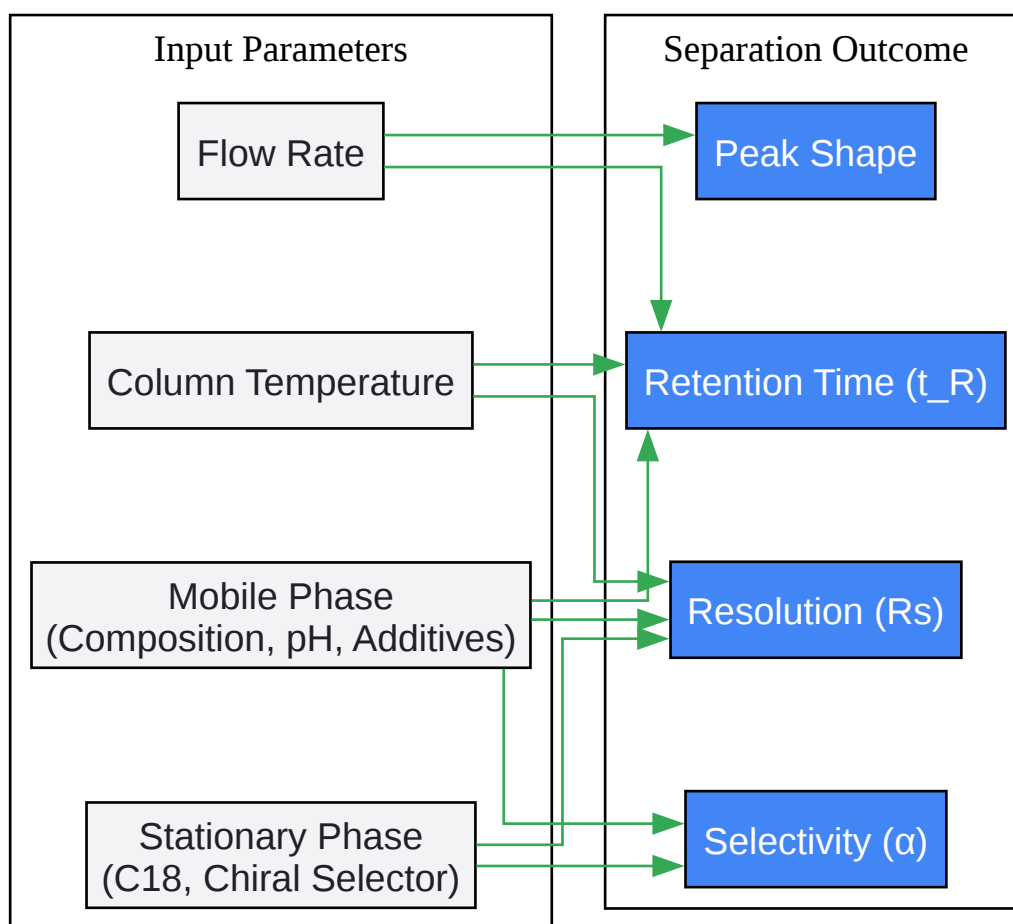 Input Parameters
Flow Rate
Column Temperature
Mobile Phase
(Composition, pH, Additives)
Stationary Phase
(C18, Chiral Selector)
Separation Outcome
Peak Shape
Retention Time (t_R)
Resolution (Rs)
Selectivity (α)